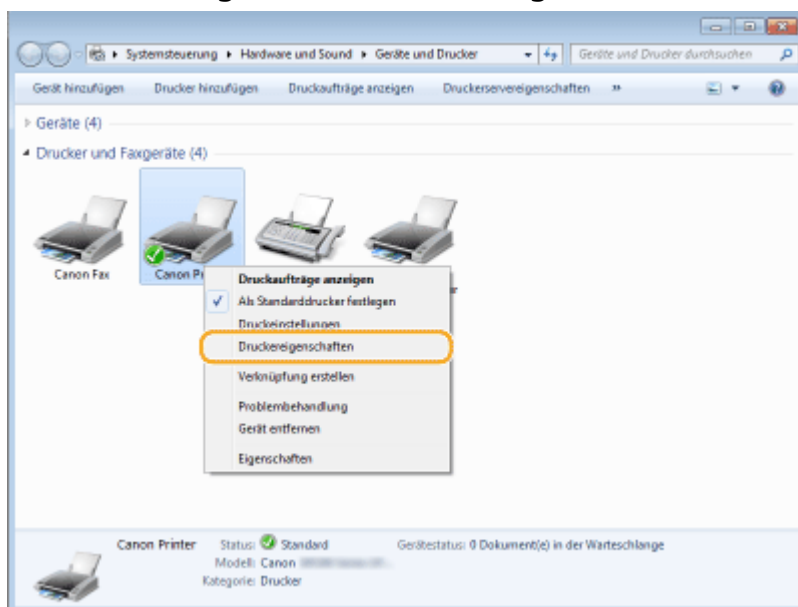 Systemsteuerung ▸ Hardware und Sound ▸ Geräte und Drucker
Geräte und Drucker durchsuchen
Gerät hinzufügen Drucker hinzufügen Druckaufträge anzeigen Druckerservereigenschaften »
Geräte (4)
Drucker und Faxgeräte (4)
Canon Fax
Canon
Druckaufträge anzeigen
Als Standarddrucker festlegen
Druckeinstellungen
Druckereigenschaften
Verknüpfung erstellen
Problembehandlung
Gerät entfernen
Eigenschaften
Canon Printer Status: Standard Gerätestatus: 0 Dokument(e) in der Warteschlange
Modell: Canon
Kategorie: Drucker